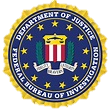 DEPARTMENT OF JUSTICE
FEDERAL BUREAU OF INVESTIGATION